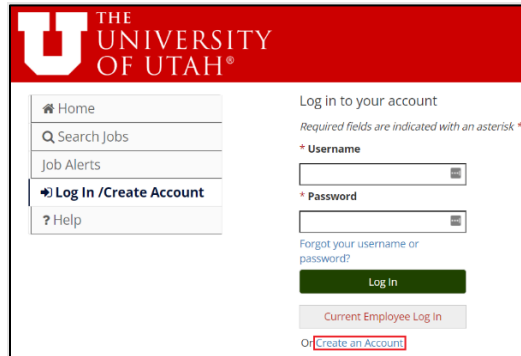 THE
UNIVERSITY
OF UTAH®
Home
Search Jobs
Job Alerts
Log In /Create Account
? Help
Log in to your account
Required fields are indicated with an asterisk *
* Username
* Password
Forgot your username or
password?
Log In
Current Employee Log In
Or Create an Account